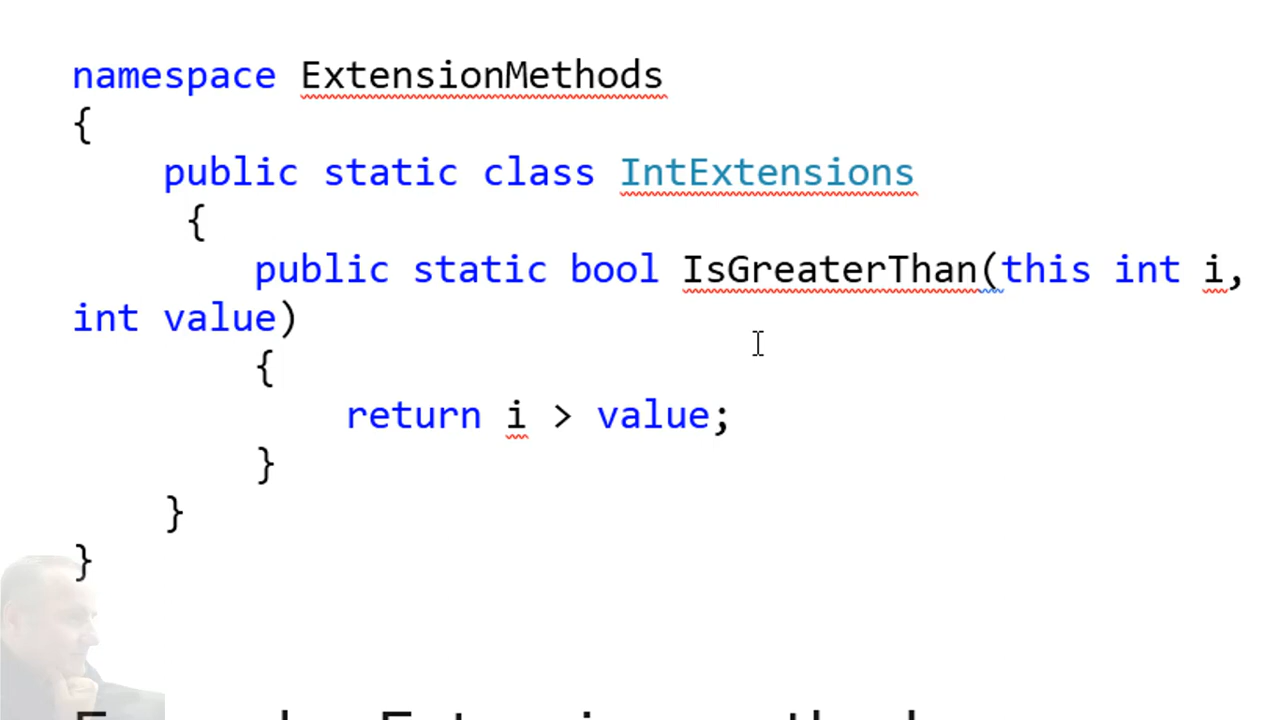 namespace ExtensionMethods
{
    public static class IntExtensions
     {
        public static bool IsGreaterThan(this int i,
int value)
        {
            return i > value;
        }
    }
}